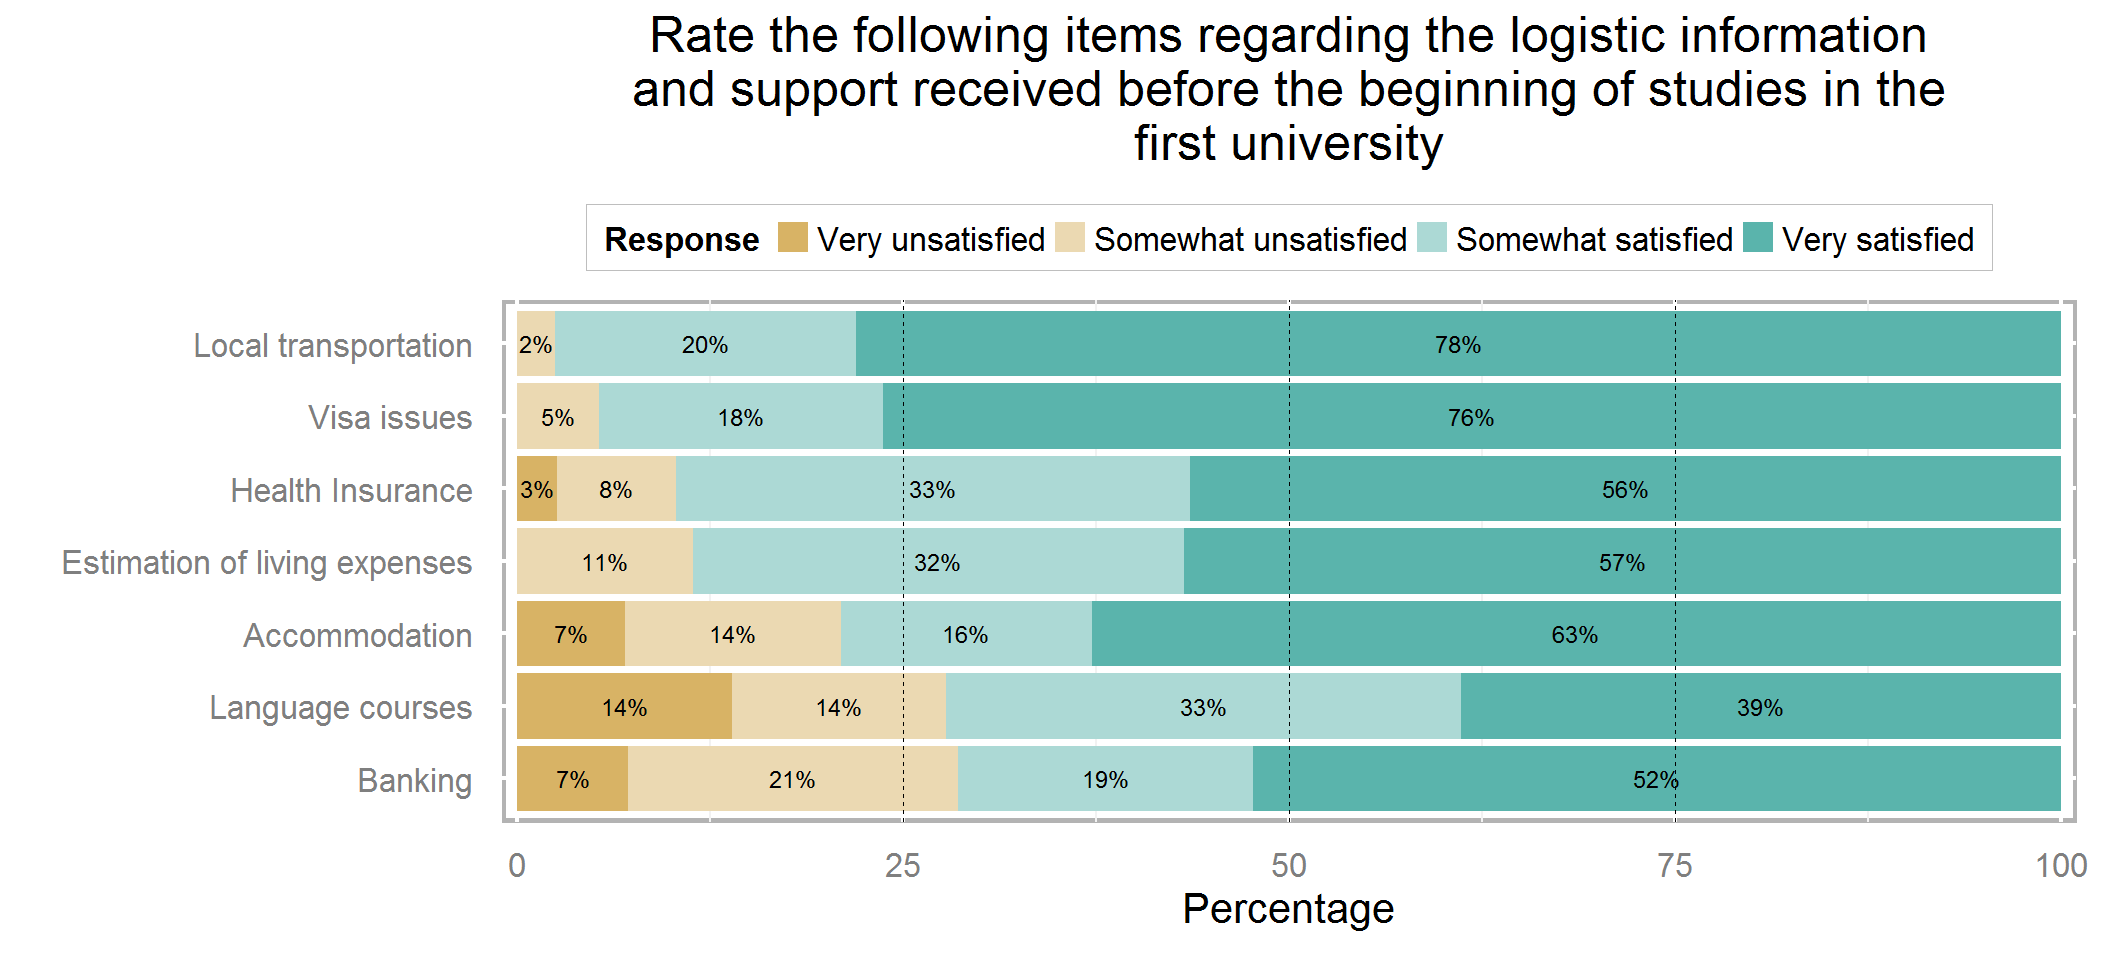 Rate the following items regarding the logistic information
and support received before the beginning of studies in the
first university
Response Very unsatisfied Somewhat unsatisfied Somewhat satisfied Very satisfied
Local transportation 2% 20% 78%
Visa issues 5% 18% 76%
Health Insurance 3% 8% 33% 56%
Estimation of living expenses 11% 32% 57%
Accommodation 7% 14% 16% 63%
Language courses 14% 14% 33% 39%
Banking 7% 21% 19% 52%
0 25 50 75 100
Percentage